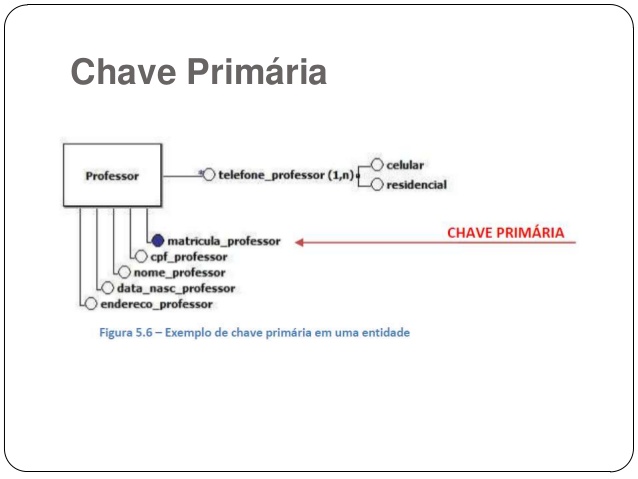 Chave Primária
celular
Professor
telefone_professor (1,n)
residencial
CHAVE PRIMÁRIA
matricula_professor
cpf_professor
nome_professor
data_nasc_professor
endereco_professor
Figura 5.6 – Exemplo de chave primária em uma entidade